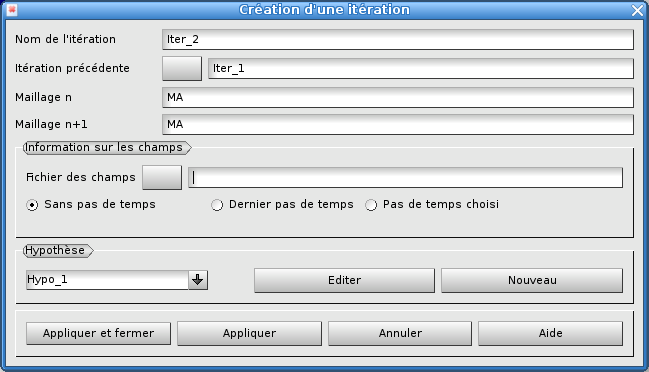 Création d'une itération
Nom de l'itération Iter_2
Itération précédente Iter_1
Maillage n MA
Maillage n+1 MA
Information sur les champs
Fichier des champs
Sans pas de temps Dernier pas de temps Pas de temps choisi
Hypothèse
Hypo_1 Editer Nouveau
Appliquer et fermer Appliquer Annuler Aide